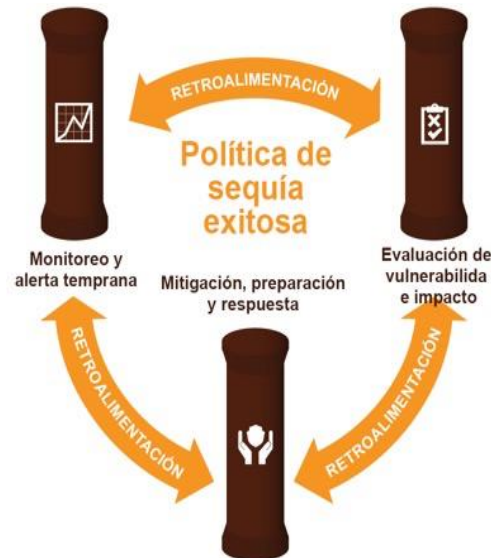 RETROALIMENTACIÓN
Política de
sequía
exitosa
Monitoreo y
alerta temprana
Mitigación, preparación
y respuesta
Evaluación de
vulnerabilida
e impacto
RETROALIMENTACIÓN
RETROALIMENTACIÓN